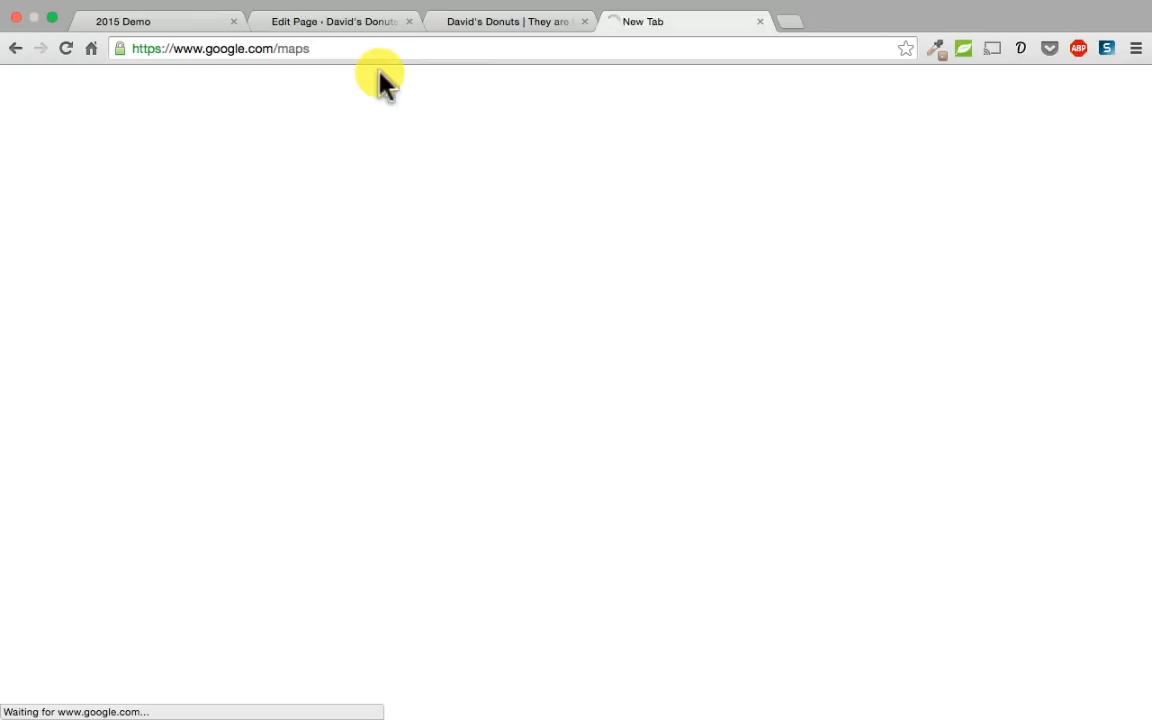 2015 Demo
Edit Page ‹ David's Donuts
David's Donuts | They are
New Tab
https://www.google.com/maps
ABP
S
Waiting for www.google.com...